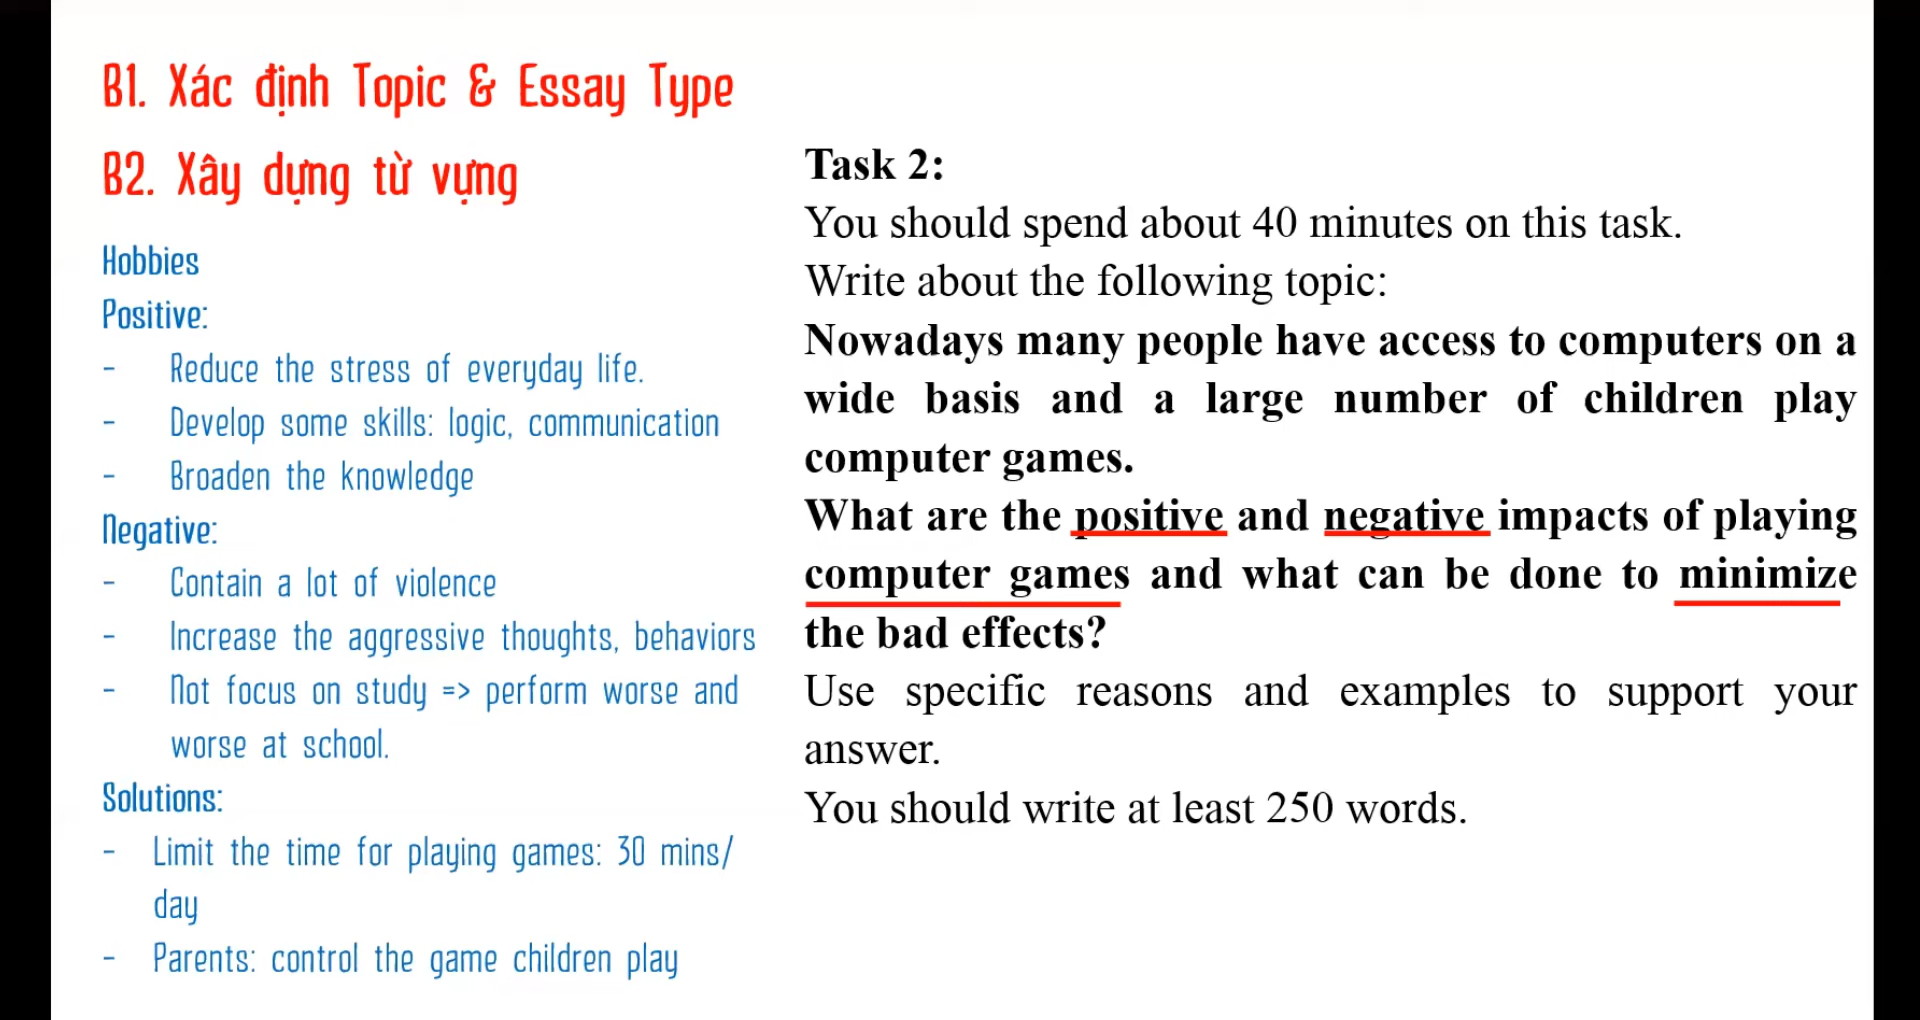 B1. Xác định Topic & Essay Type
B2. Xây dựng từ vựng
Hobbies
Positive:
- Reduce the stress of everyday life.
- Develop some skills: logic, communication
- Broaden the knowledge
Negative:
- Contain a lot of violence
- Increase the aggressive thoughts, behaviors
- Not focus on study => perform worse and
worse at school.
Solutions:
- Limit the time for playing games: 30 mins/
day
- Parents: control the game children play
Task 2:
You should spend about 40 minutes on this task.
Write about the following topic:
Nowadays many people have access to computers on a
wide basis and a large number of children play
computer games.
What are the positive and negative impacts of playing
computer games and what can be done to minimize
the bad effects?
Use specific reasons and examples to support your
answer.
You should write at least 250 words.